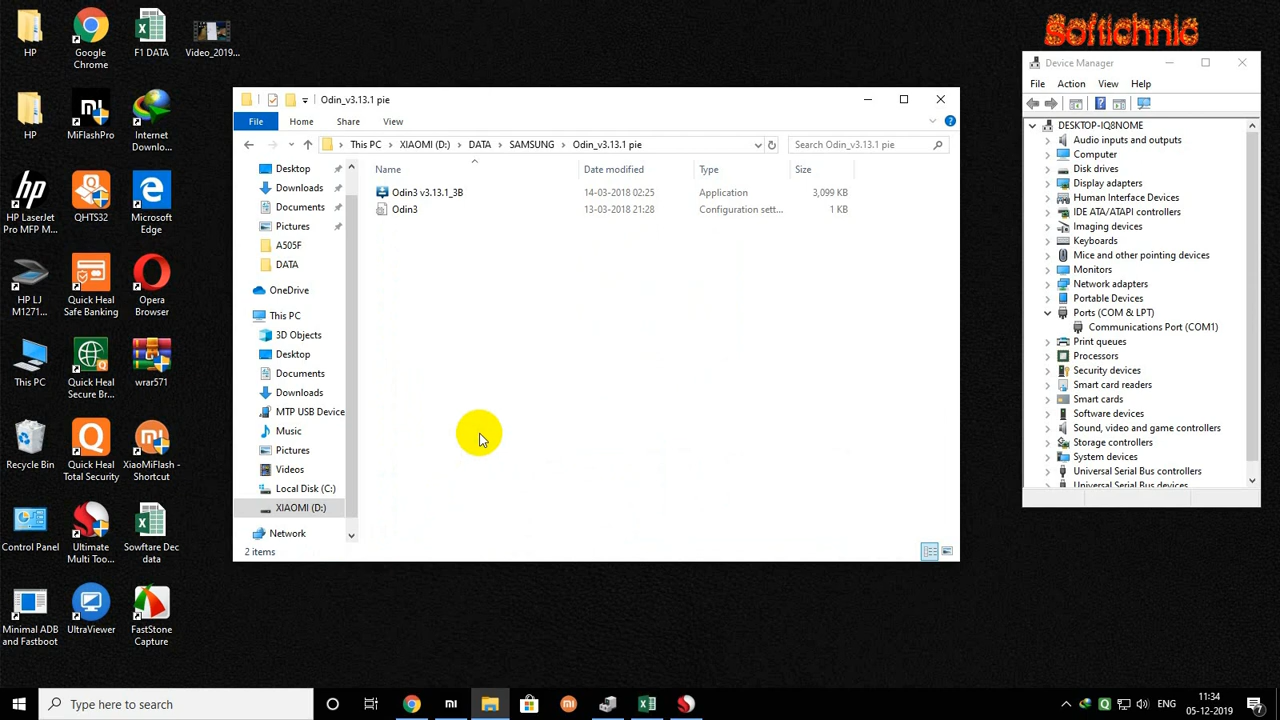 HP
Google
Chrome
F1 DATA
Video_2019...
HP
MiFlashPro
Internet
Downlo...
HP LaserJet
Pro MFP M...
QHTS32
Microsoft
Edge
HP LJ
M1271...
Quick Heal
Safe Banking
Opera
Browser
This PC
Quick Heal
Secure Br...
wrar571
Recycle Bin
Quick Heal
Total Security
XiaoMiFlash -
Shortcut
Control Panel
Ultimate
Multi Too...
Sowftare Dec
data
Minimal ADB
and Fastboot
UltraViewer
FastStone
Capture
Odin_v3.13.1 pie
File Home Share View
This PC > XIAOMI (D:) > DATA > SAMSUNG > Odin_v3.13.1 pie
Search Odin_v3.13.1 pie
Name Date modified Type Size
Odin3 v3.13.1_3B 14-03-2018 02:25 Application 3,099 KB
Odin3 13-03-2018 21:28 Configuration sett... 1 KB
Desktop
Downloads
Documents
Pictures
A505F
DATA
OneDrive
This PC
3D Objects
Desktop
Documents
Downloads
MTP USB Device
Music
Pictures
Videos
Local Disk (C:)
XIAOMI (D:)
Network
2 items
Softichnic
Device Manager
File Action View Help
DESKTOP-IQ8NOME
Audio inputs and outputs
Computer
Disk drives
Display adapters
Human Interface Devices
IDE ATA/ATAPI controllers
Imaging devices
Keyboards
Mice and other pointing devices
Monitors
Network adapters
Portable Devices
Ports (COM & LPT)
Communications Port (COM1)
Print queues
Processors
Security devices
Smart card readers
Smart cards
Software devices
Sound, video and game controllers
Storage controllers
System devices
Universal Serial Bus controllers
Universal Serial Bus devices
Type here to search
ENG
11:34
05-12-2019
7